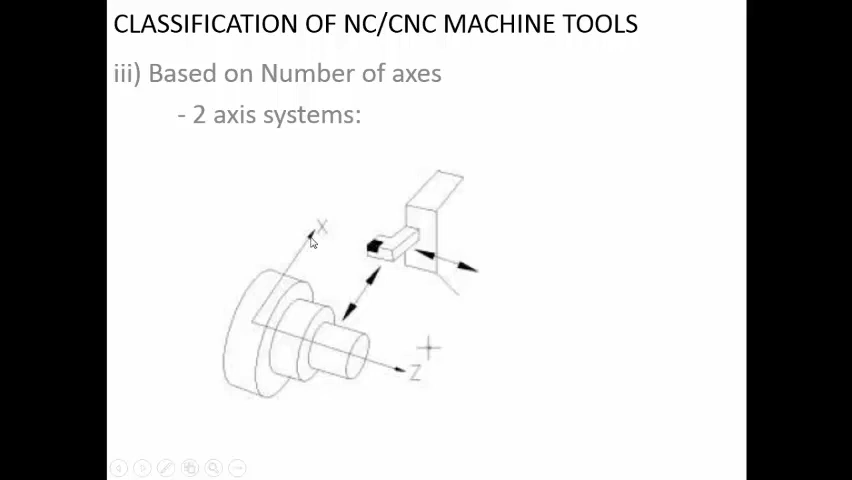 CLASSIFICATION OF NC/CNC MACHINE TOOLS
iii) Based on Number of axes
- 2 axis systems:
X
Z